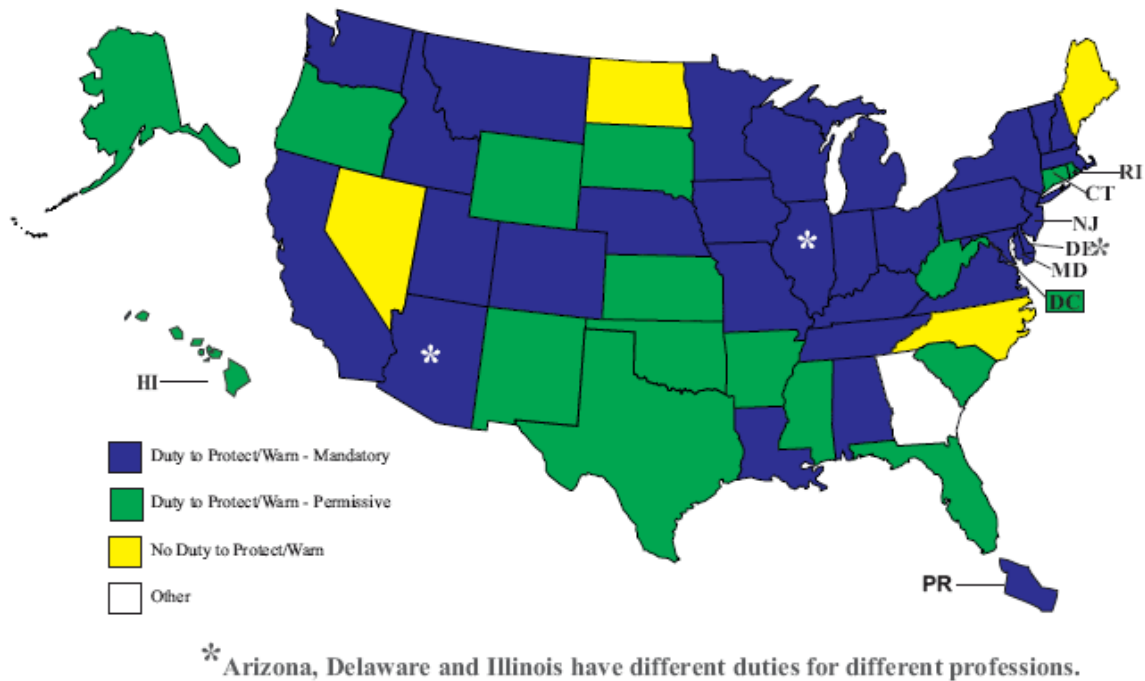 RI
CT
NJ
DE*
MD
DC
*
*
HI
Duty to Protect/Warn - Mandatory
Duty to Protect/Warn - Permissive
No Duty to Protect/Warn
Other
PR
*Arizona, Delaware and Illinois have different duties for different professions.